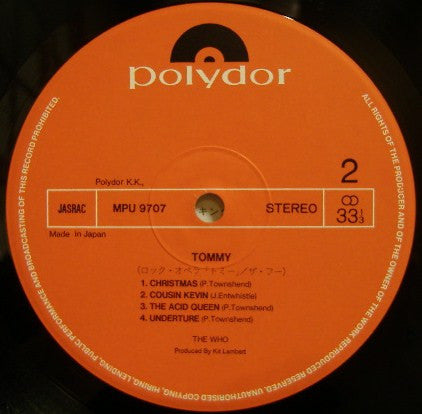 polydor
Polydor K.K.,
2
JASRAC MPU 9707 STEREO 33 1/3
Made in Japan
TOMMY
(ロック・オペラ“トミー”/ザ・フー)
1. CHRISTMAS (P.Townshend)
2. COUSIN KEVIN (J.Entwhistle)
3. THE ACID QUEEN (P.Townshend)
4. UNDERTURE (P.Townshend)
THE WHO
Produced By Kit Lambert
ALL RIGHTS OF THE PRODUCER AND OF THE OWNER OF THE WORK REPRODUCED RESERVED. UNAUTHORISED COPYING, HIRING, LENDING, PUBLIC PERFORMANCE AND BROADCASTING OF THIS RECORD PROHIBITED.